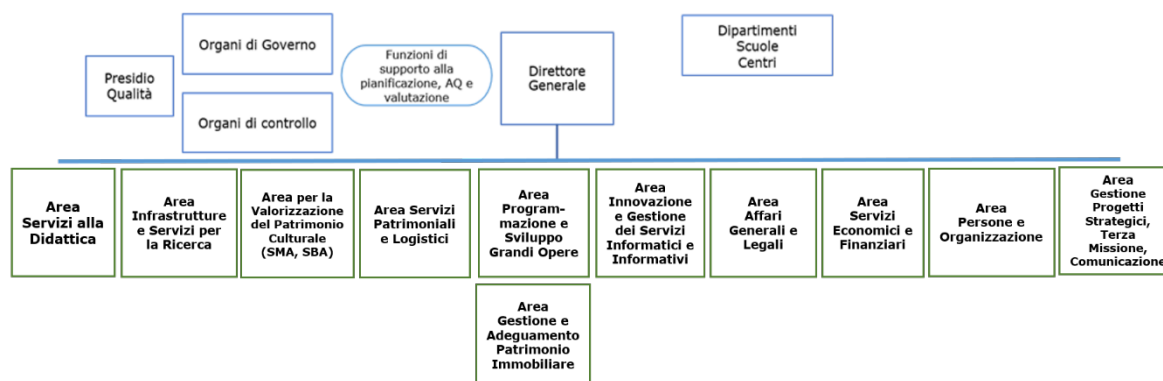 Organi di Governo
Presidio
Qualità
Organi di controllo
Funzioni di
supporto alla
pianificazione, AQ e
valutazione
Direttore
Generale
Dipartimenti
Scuole
Centri
Area
Servizi alla
Didattica
Area
Infrastrutture
e Servizi per
la Ricerca
Area per la
Valorizzazione
del Patrimonio
Culturale
(SMA, SBA)
Area Servizi
Patrimoniali
e Logistici
Area
Program-
mazione e
Sviluppo
Grandi Opere
Area
Innovazione
e Gestione
dei Servizi
Informatici e
Informativi
Area
Affari
Generali e
Legali
Area
Servizi
Economici e
Finanziari
Area
Persone e
Organizzazione
Area
Gestione
Progetti
Strategici,
Terza
Missione,
Comunicazione
Area
Gestione e
Adeguamento
Patrimonio
Immobiliare